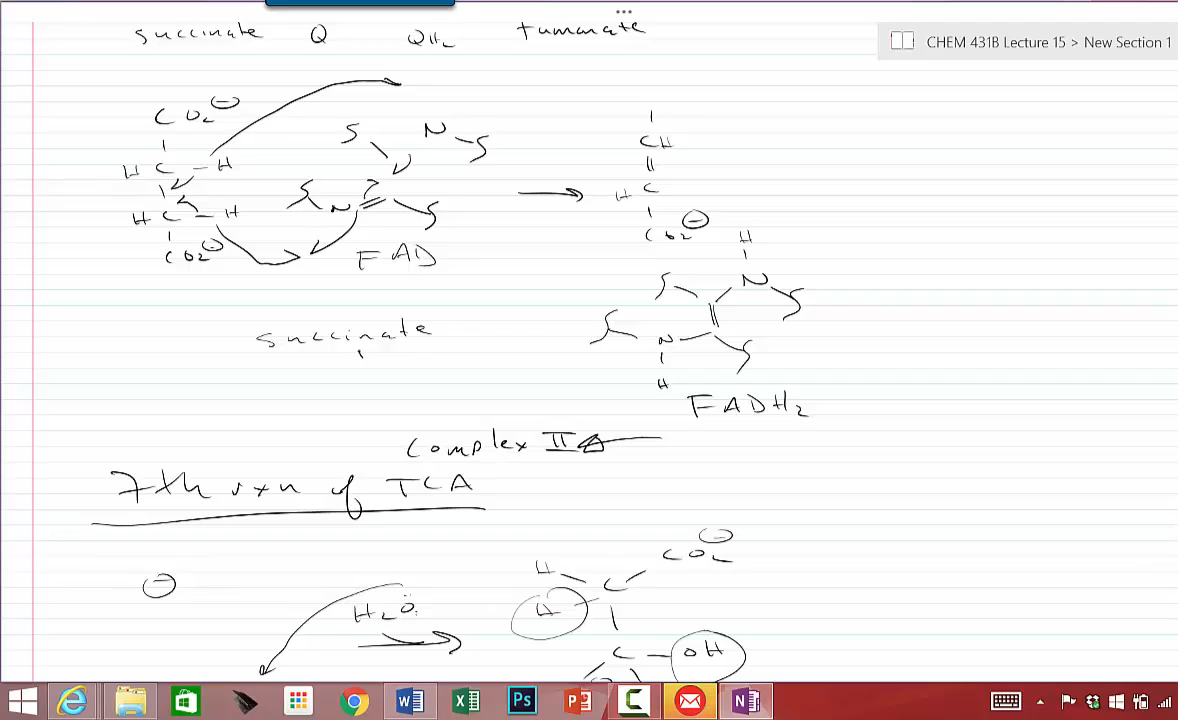 succinate Q QH2 fumarate
CHEM 431B Lecture 15 > New Section 1
CO2⊖
H C - H
H C - H
CO2⊖
S N
N
FAD
CH
H C
CO2⊖
H
N
N
H
FADH2
succinate
Complex II
7th rxn of TCA
⊖
H2O
H C CO2⊖
H
C - OH